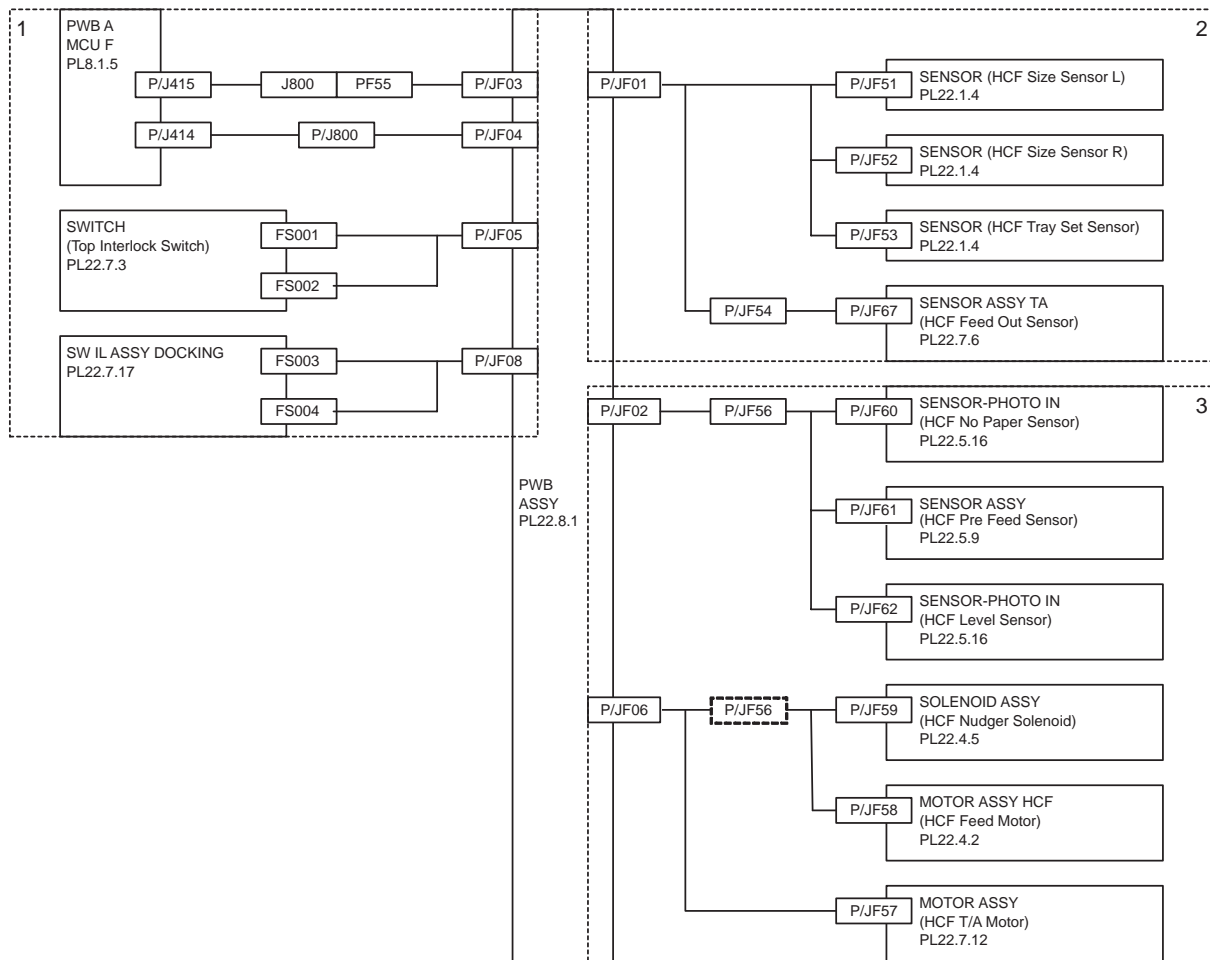 1
PWB A
MCU F
PL8.1.5
P/J415
J800
PF55
P/JF03
P/J414
P/J800
P/JF04
SWITCH
(Top Interlock Switch)
PL22.7.3
FS001
P/JF05
FS002
SW IL ASSY DOCKING
PL22.7.17
FS003
P/JF08
FS004
PWB
ASSY
PL22.8.1
2
P/JF01
P/JF51
SENSOR (HCF Size Sensor L)
PL22.1.4
P/JF52
SENSOR (HCF Size Sensor R)
PL22.1.4
P/JF53
SENSOR (HCF Tray Set Sensor)
PL22.1.4
P/JF54
P/JF67
SENSOR ASSY TA
(HCF Feed Out Sensor)
PL22.7.6
3
P/JF02
P/JF56
P/JF60
SENSOR-PHOTO IN
(HCF No Paper Sensor)
PL22.5.16
P/JF61
SENSOR ASSY
(HCF Pre Feed Sensor)
PL22.5.9
P/JF62
SENSOR-PHOTO IN
(HCF Level Sensor)
PL22.5.16
P/JF06
P/JF56
P/JF59
SOLENOID ASSY
(HCF Nudger Solenoid)
PL22.4.5
P/JF58
MOTOR ASSY HCF
(HCF Feed Motor)
PL22.4.2
P/JF57
MOTOR ASSY
(HCF T/A Motor)
PL22.7.12